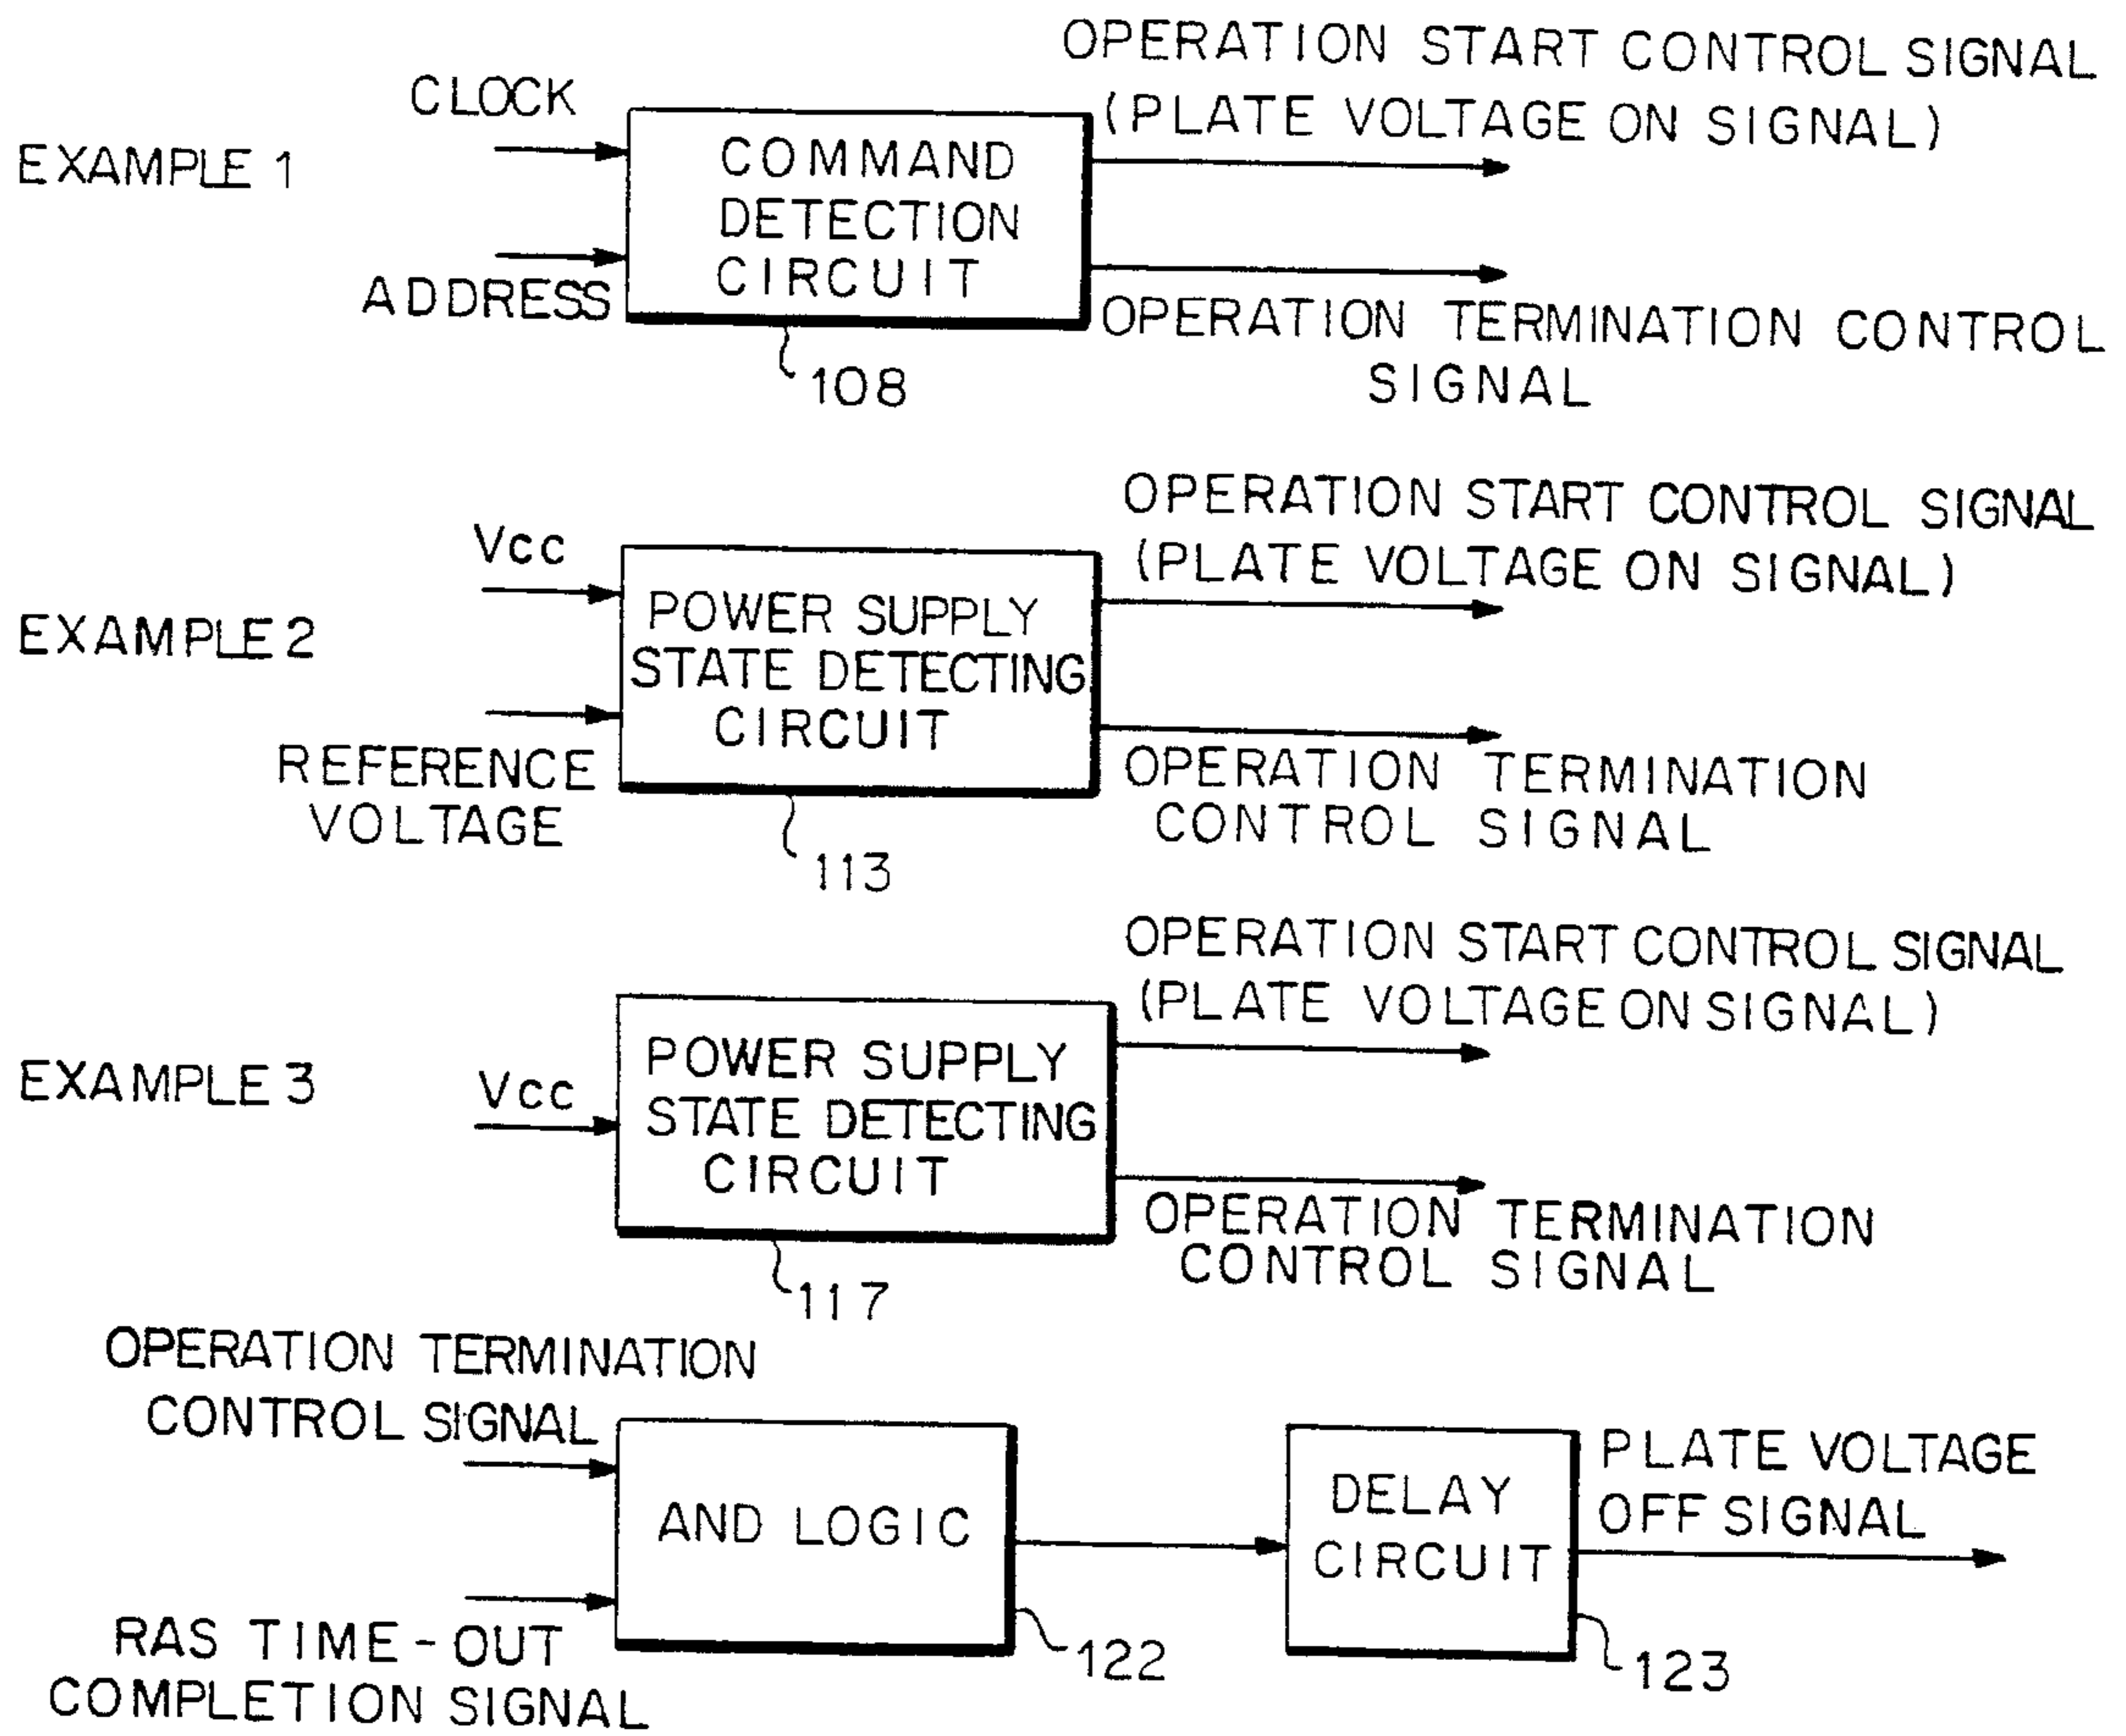 OPERATION START CONTROL SIGNAL
(PLATE VOLTAGE ON SIGNAL)
CLOCK
EXAMPLE 1
COMMAND
DETECTION
CIRCUIT
ADDRESS
OPERATION TERMINATION CONTROL
SIGNAL
108
OPERATION START CONTROL SIGNAL
(PLATE VOLTAGE ON SIGNAL)
Vcc
EXAMPLE 2
POWER SUPPLY
STATE DETECTING
CIRCUIT
REFERENCE
VOLTAGE
OPERATION TERMINATION
CONTROL SIGNAL
113
OPERATION START CONTROL SIGNAL
(PLATE VOLTAGE ON SIGNAL)
EXAMPLE 3
Vcc
POWER SUPPLY
STATE DETECTING
CIRCUIT
OPERATION TERMINATION
CONTROL SIGNAL
117
OPERATION TERMINATION
CONTROL SIGNAL
AND LOGIC
DELAY
CIRCUIT
PLATE VOLTAGE
OFF SIGNAL
RAS TIME-OUT
COMPLETION SIGNAL
122
123